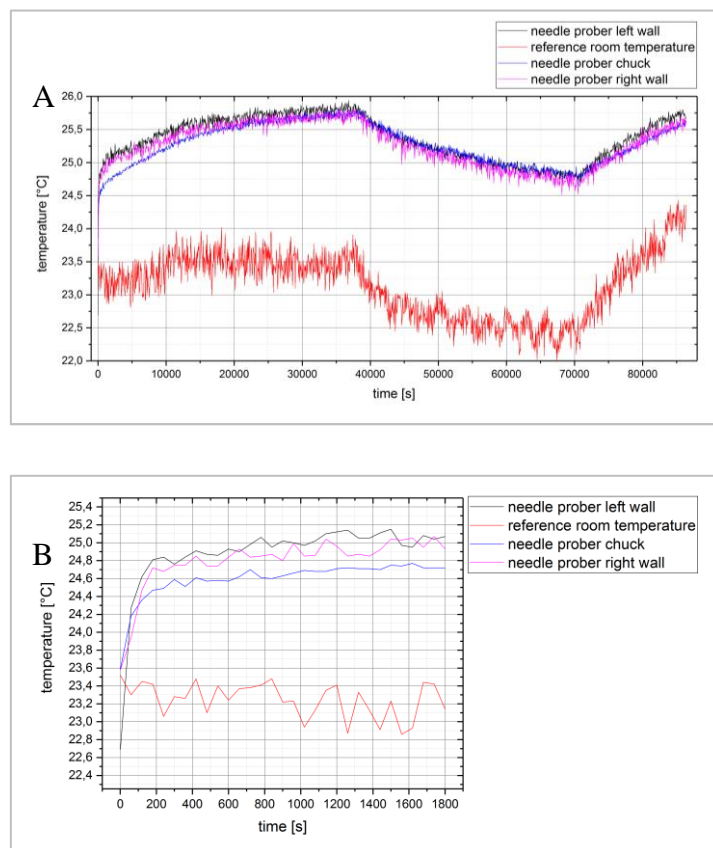 needle prober left wall
reference room temperature
needle prober chuck
needle prober right wall
A
26,0
25,5
25,0
24,5
24,0
23,5
23,0
22,5
22,0
temperature [°C]
0 10000 20000 30000 40000 50000 60000 70000 80000
time [s]
B
25,4
25,2
25,0
24,8
24,6
24,4
24,2
24,0
23,8
23,6
23,4
23,2
23,0
22,8
22,6
22,4
temperature [°C]
0 200 400 600 800 1000 1200 1400 1600 1800
time [s]
needle prober left wall
reference room temperature
needle prober chuck
needle prober right wall